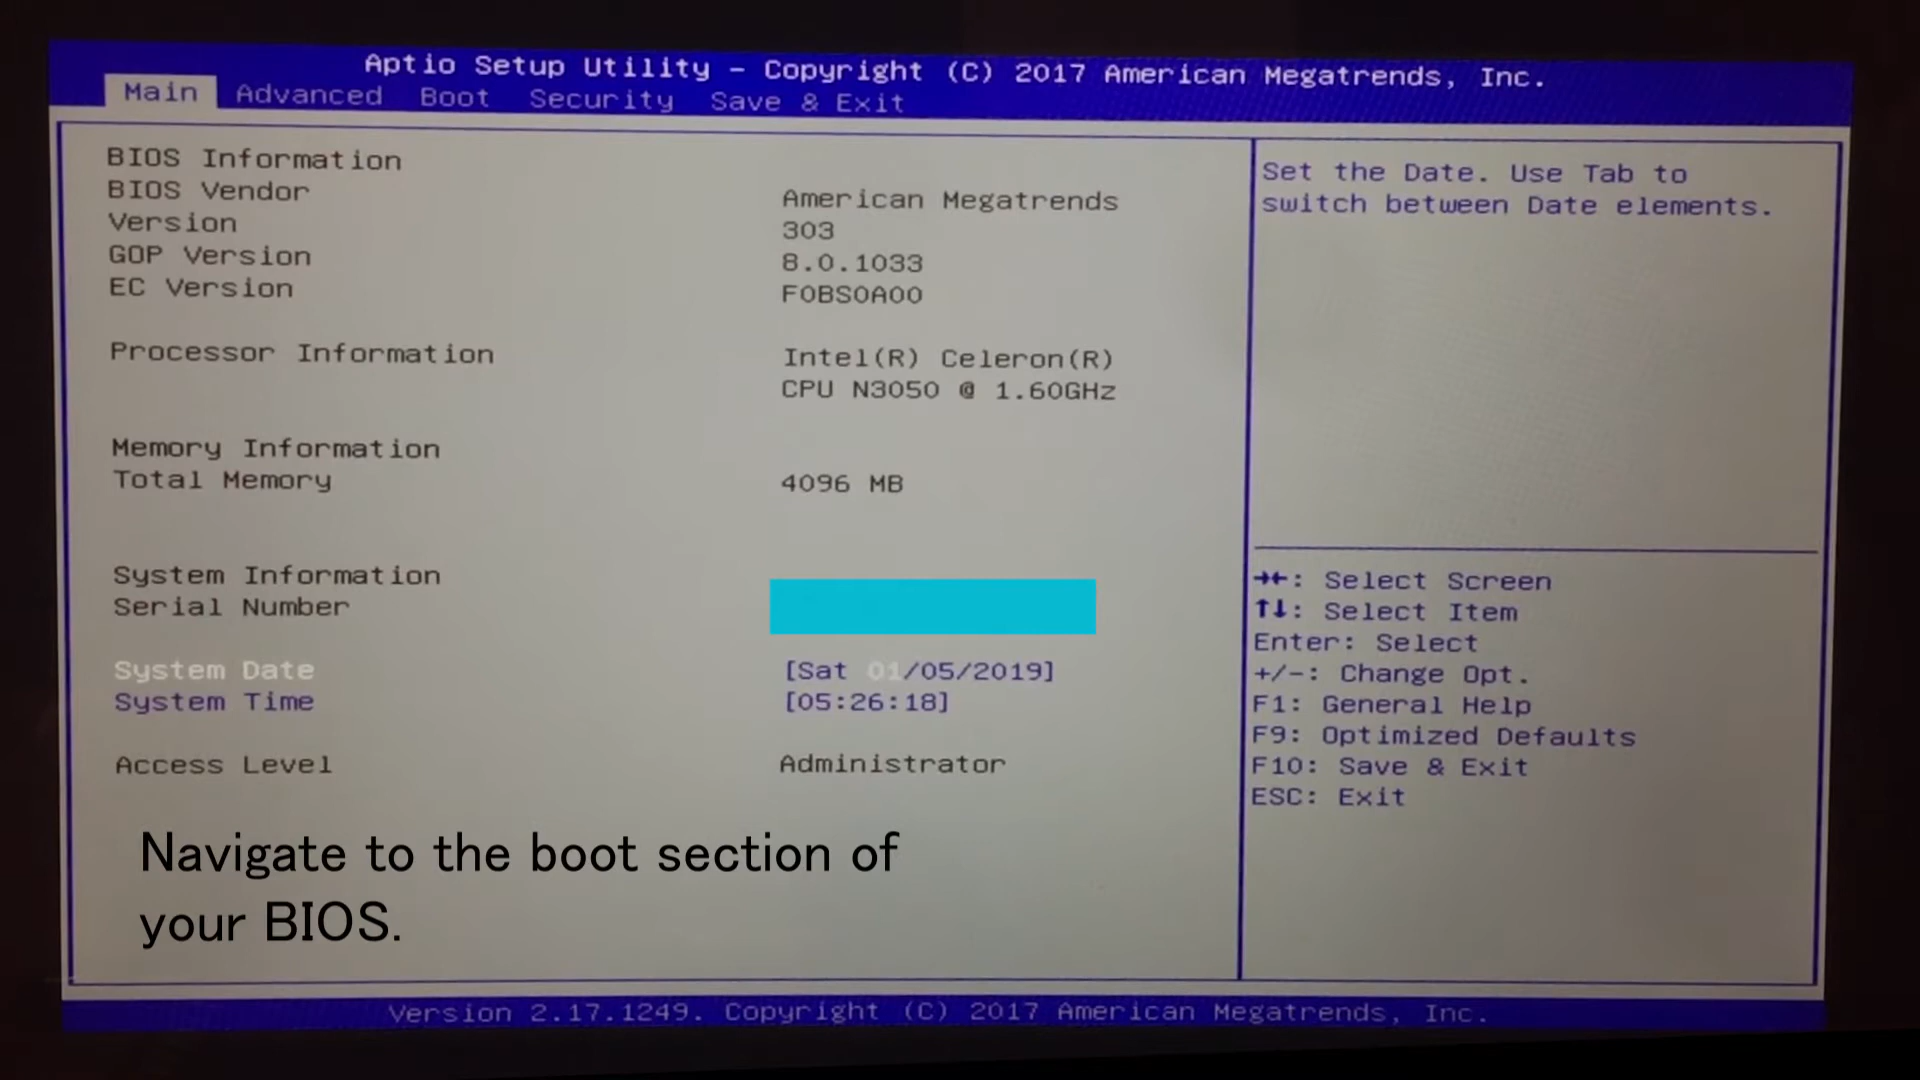 Aptio Setup Utility – Copyright (C) 2017 American Megatrends, Inc.
Main Advanced Boot Security Save & Exit
BIOS Information
BIOS Vendor American Megatrends
Version 303
GOP Version 8.0.1033
EC Version F0BS0A00
Processor Information Intel(R) Celeron(R)
CPU N3050 @ 1.60GHz
Memory Information
Total Memory 4096 MB
System Information
Serial Number
System Date [Sat 01/05/2019]
System Time [05:26:18]
Access Level Administrator
Set the Date. Use Tab to
switch between Date elements.
→←: Select Screen
↑↓: Select Item
Enter: Select
+/-: Change Opt.
F1: General Help
F9: Optimized Defaults
F10: Save & Exit
ESC: Exit
Navigate to the boot section of
your BIOS.
Version 2.17.1249. Copyright (C) 2017 American Megatrends, Inc.